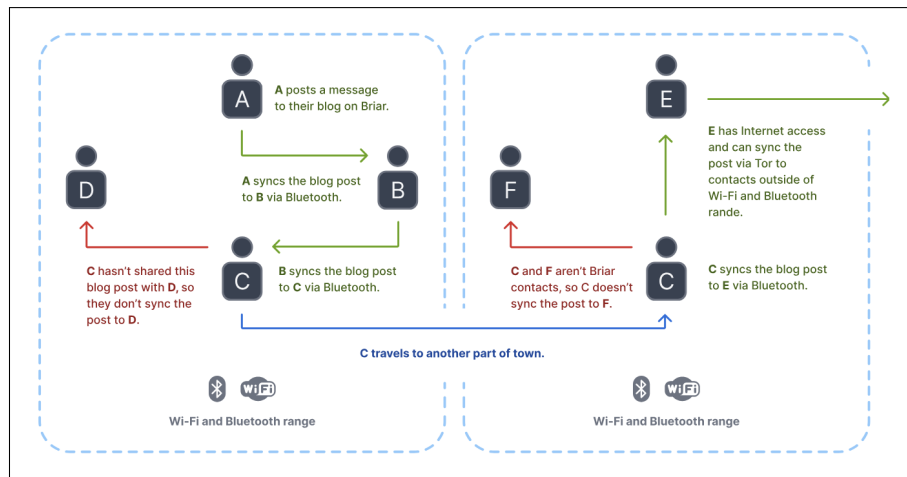 A
A posts a message
to their blog on Briar.
D
A syncs the blog post
to B via Bluetooth.
B
C hasn't shared this
blog post with D, so
they don't sync the
post to D.
C
B syncs the blog post
to C via Bluetooth.
C travels to another part of town.
WiFi
Wi-Fi and Bluetooth range
E
E has Internet access
and can sync the
post via Tor to
contacts outside of
Wi-Fi and Bluetooth
rande.
F
C and F aren't Briar
contacts, so C doesn't
sync the post to F.
C
C syncs the blog post
to E via Bluetooth.
WiFi
Wi-Fi and Bluetooth range